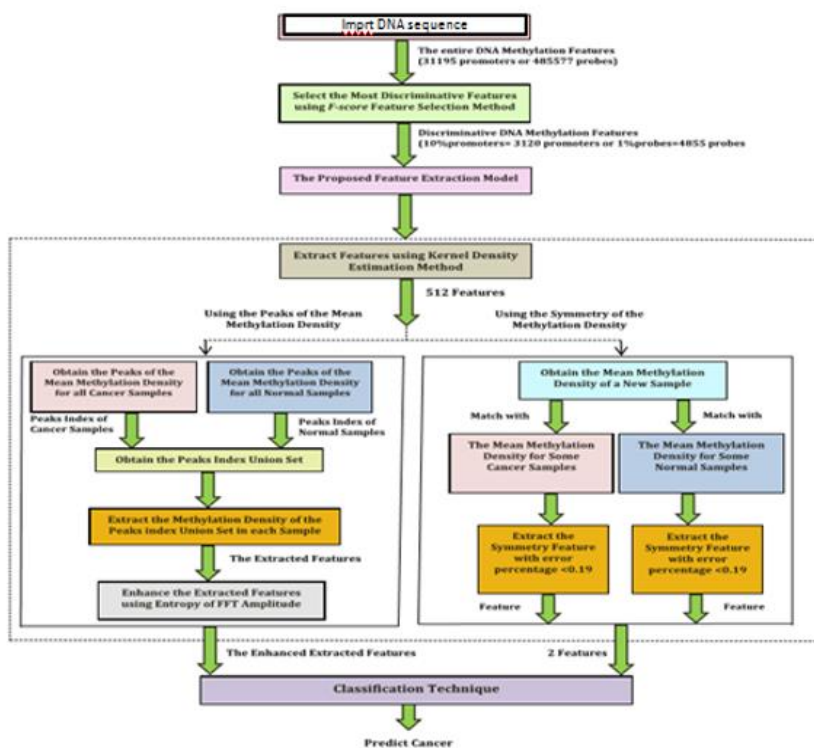 Imprt DNA sequence
The entire DNA Methylation Features
(31195 promoters or 485577 probes)
Select the Most Discriminative Features
using F-score Feature Selection Method
Discriminative DNA Methylation Features
(10%promoters= 3120 promoters or 1%probes=4855 probes
The Proposed Feature Extraction Model
Extract Features using Kernel Density
Estimation Method
512 Features
Using the Peaks of the Mean
Methylation Density
Using the Symmetry of the
Methylation Density
Obtain the Peaks of the
Mean Methylation Density
for all Cancer Samples
Obtain the Peaks of the
Mean Methylation Density
for all Normal Samples
Peaks Index of
Cancer Samples
Peaks Index of
Normal Samples
Obtain the Peaks Index Union Set
Extract the Methylation Density of the
Peaks index Union Set in each Sample
The Extracted Features
Enhance the Extracted Features
using Entropy of FFT Amplitude
Obtain the Mean Methylation
Density of a New Sample
Match with
Match with
The Mean Methylation
Density for Some
Cancer Samples
The Mean Methylation
Density for Some
Normal Samples
Extract the
Symmetry Feature
with error
percentage <0.19
Extract the
Symmetry Feature
with error
percentage <0.19
Feature
Feature
The Enhanced Extracted Features
2 Features
Classification Technique
Predict Cancer